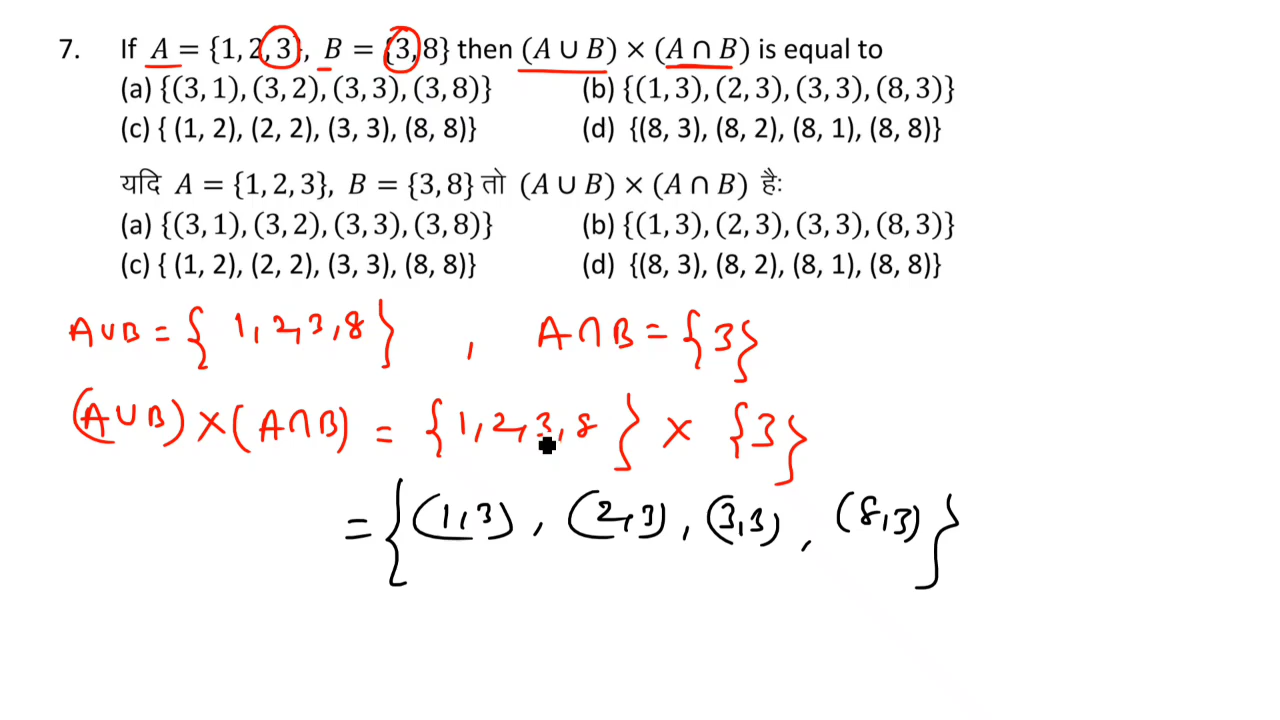 7. If A = {1, 2, 3}, B = {3, 8} then (A ∪ B) × (A ∩ B) is equal to
(a) {(3, 1), (3, 2), (3, 3), (3, 8)} (b) {(1, 3), (2, 3), (3, 3), (8, 3)}
(c) { (1, 2), (2, 2), (3, 3), (8, 8)} (d) {(8, 3), (8, 2), (8, 1), (8, 8)}
यदि A = {1, 2, 3}, B = {3, 8} तो (A ∪ B) × (A ∩ B) है:
(a) {(3, 1), (3, 2), (3, 3), (3, 8)} (b) {(1, 3), (2, 3), (3, 3), (8, 3)}
(c) { (1, 2), (2, 2), (3, 3), (8, 8)} (d) {(8, 3), (8, 2), (8, 1), (8, 8)}
A∪B = { 1, 2, 3, 8 } , A∩B = {3}
(A∪B) × (A∩B) = { 1, 2, 3, 8 } × {3}
= { (1,3) , (2,3) , (3,3) , (8,3) }